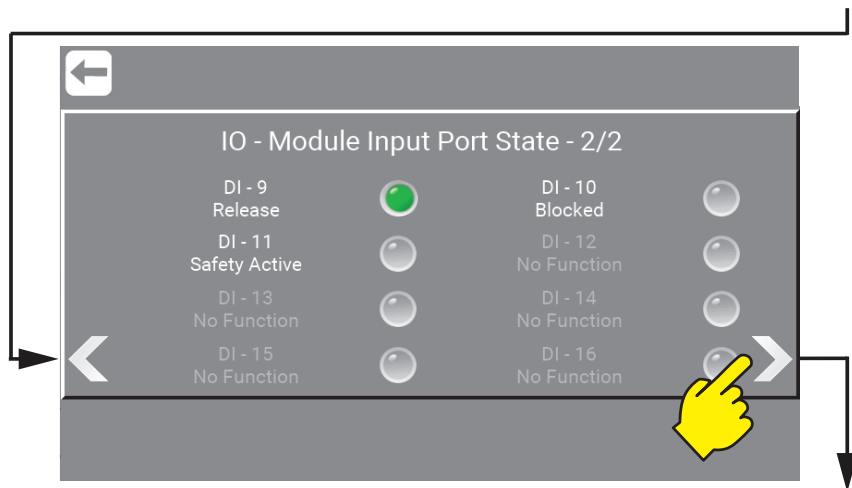 IO - Module Input Port State - 2/2
DI - 9
Release
DI - 10
Blocked
DI - 11
Safety Active
DI - 12
No Function
DI - 13
No Function
DI - 14
No Function
DI - 15
No Function
DI - 16
No Function